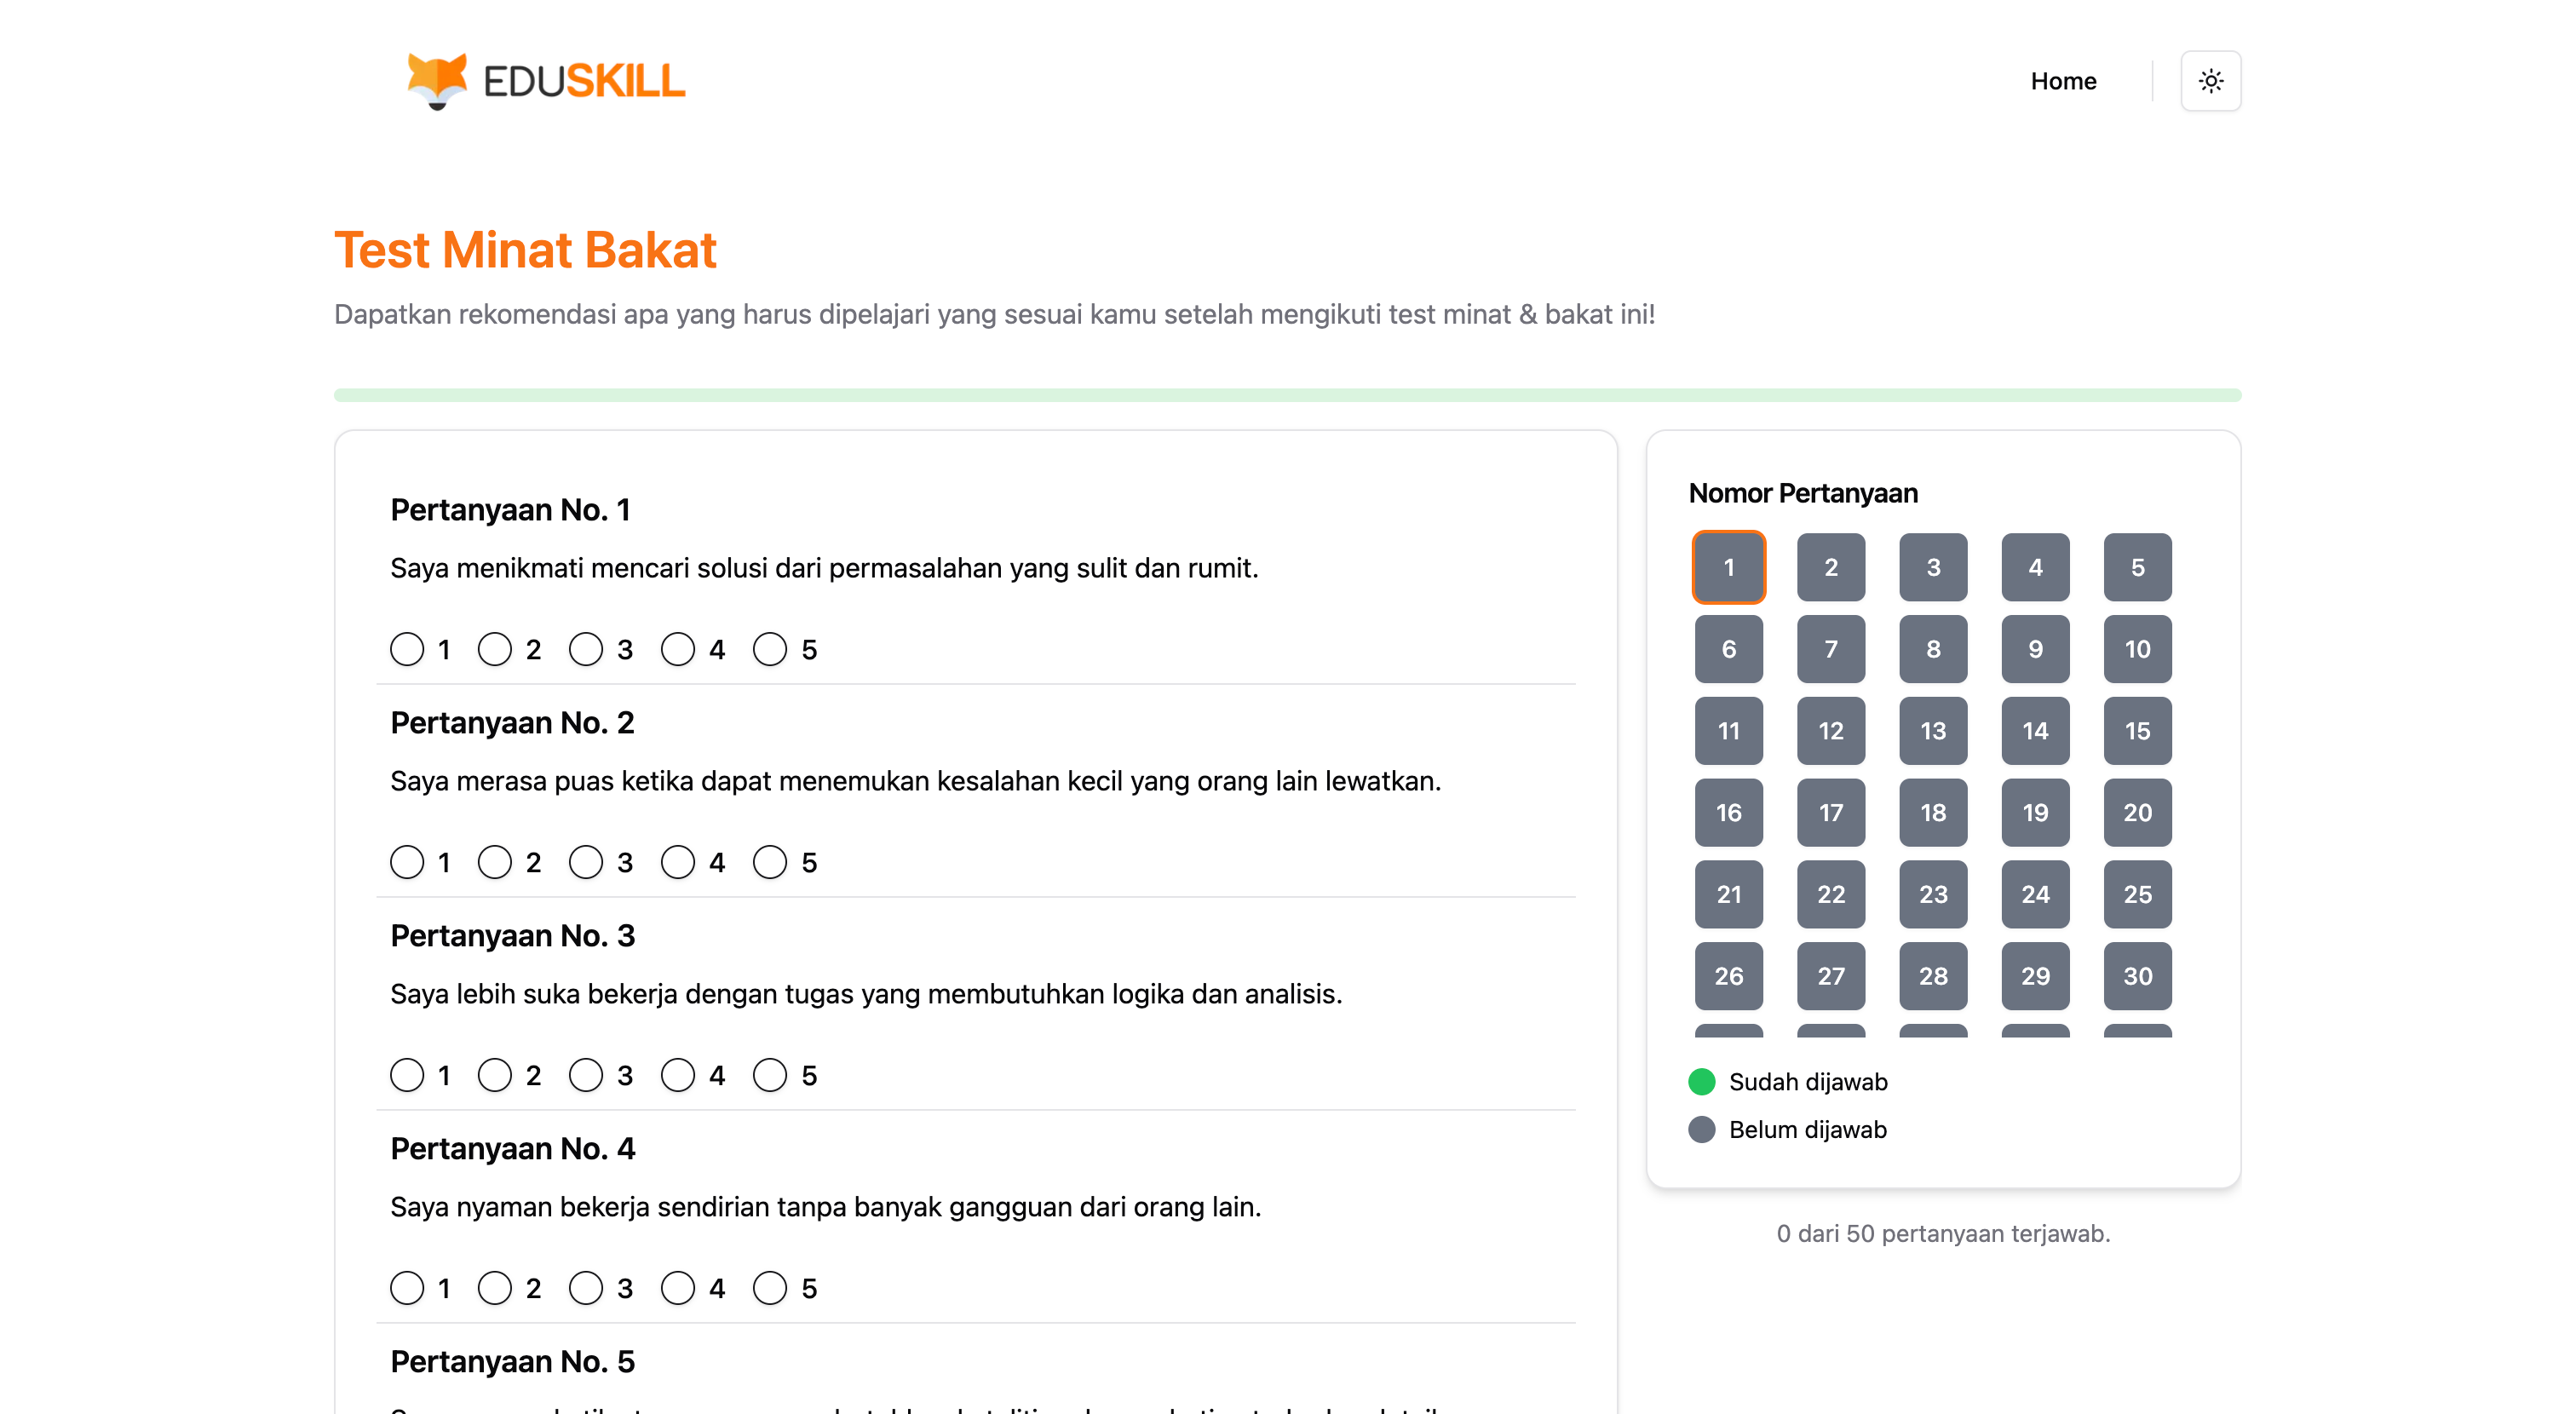 EDUSKILL
Home
Test Minat Bakat
Dapatkan rekomendasi apa yang harus dipelajari yang sesuai kamu setelah mengikuti test minat & bakat ini!
Pertanyaan No. 1
Saya menikmati mencari solusi dari permasalahan yang sulit dan rumit.
1 2 3 4 5
Pertanyaan No. 2
Saya merasa puas ketika dapat menemukan kesalahan kecil yang orang lain lewatkan.
1 2 3 4 5
Pertanyaan No. 3
Saya lebih suka bekerja dengan tugas yang membutuhkan logika dan analisis.
1 2 3 4 5
Pertanyaan No. 4
Saya nyaman bekerja sendirian tanpa banyak gangguan dari orang lain.
1 2 3 4 5
Pertanyaan No. 5
Nomor Pertanyaan
1 2 3 4 5
6 7 8 9 10
11 12 13 14 15
16 17 18 19 20
21 22 23 24 25
26 27 28 29 30
Sudah dijawab
Belum dijawab
0 dari 50 pertanyaan terjawab.